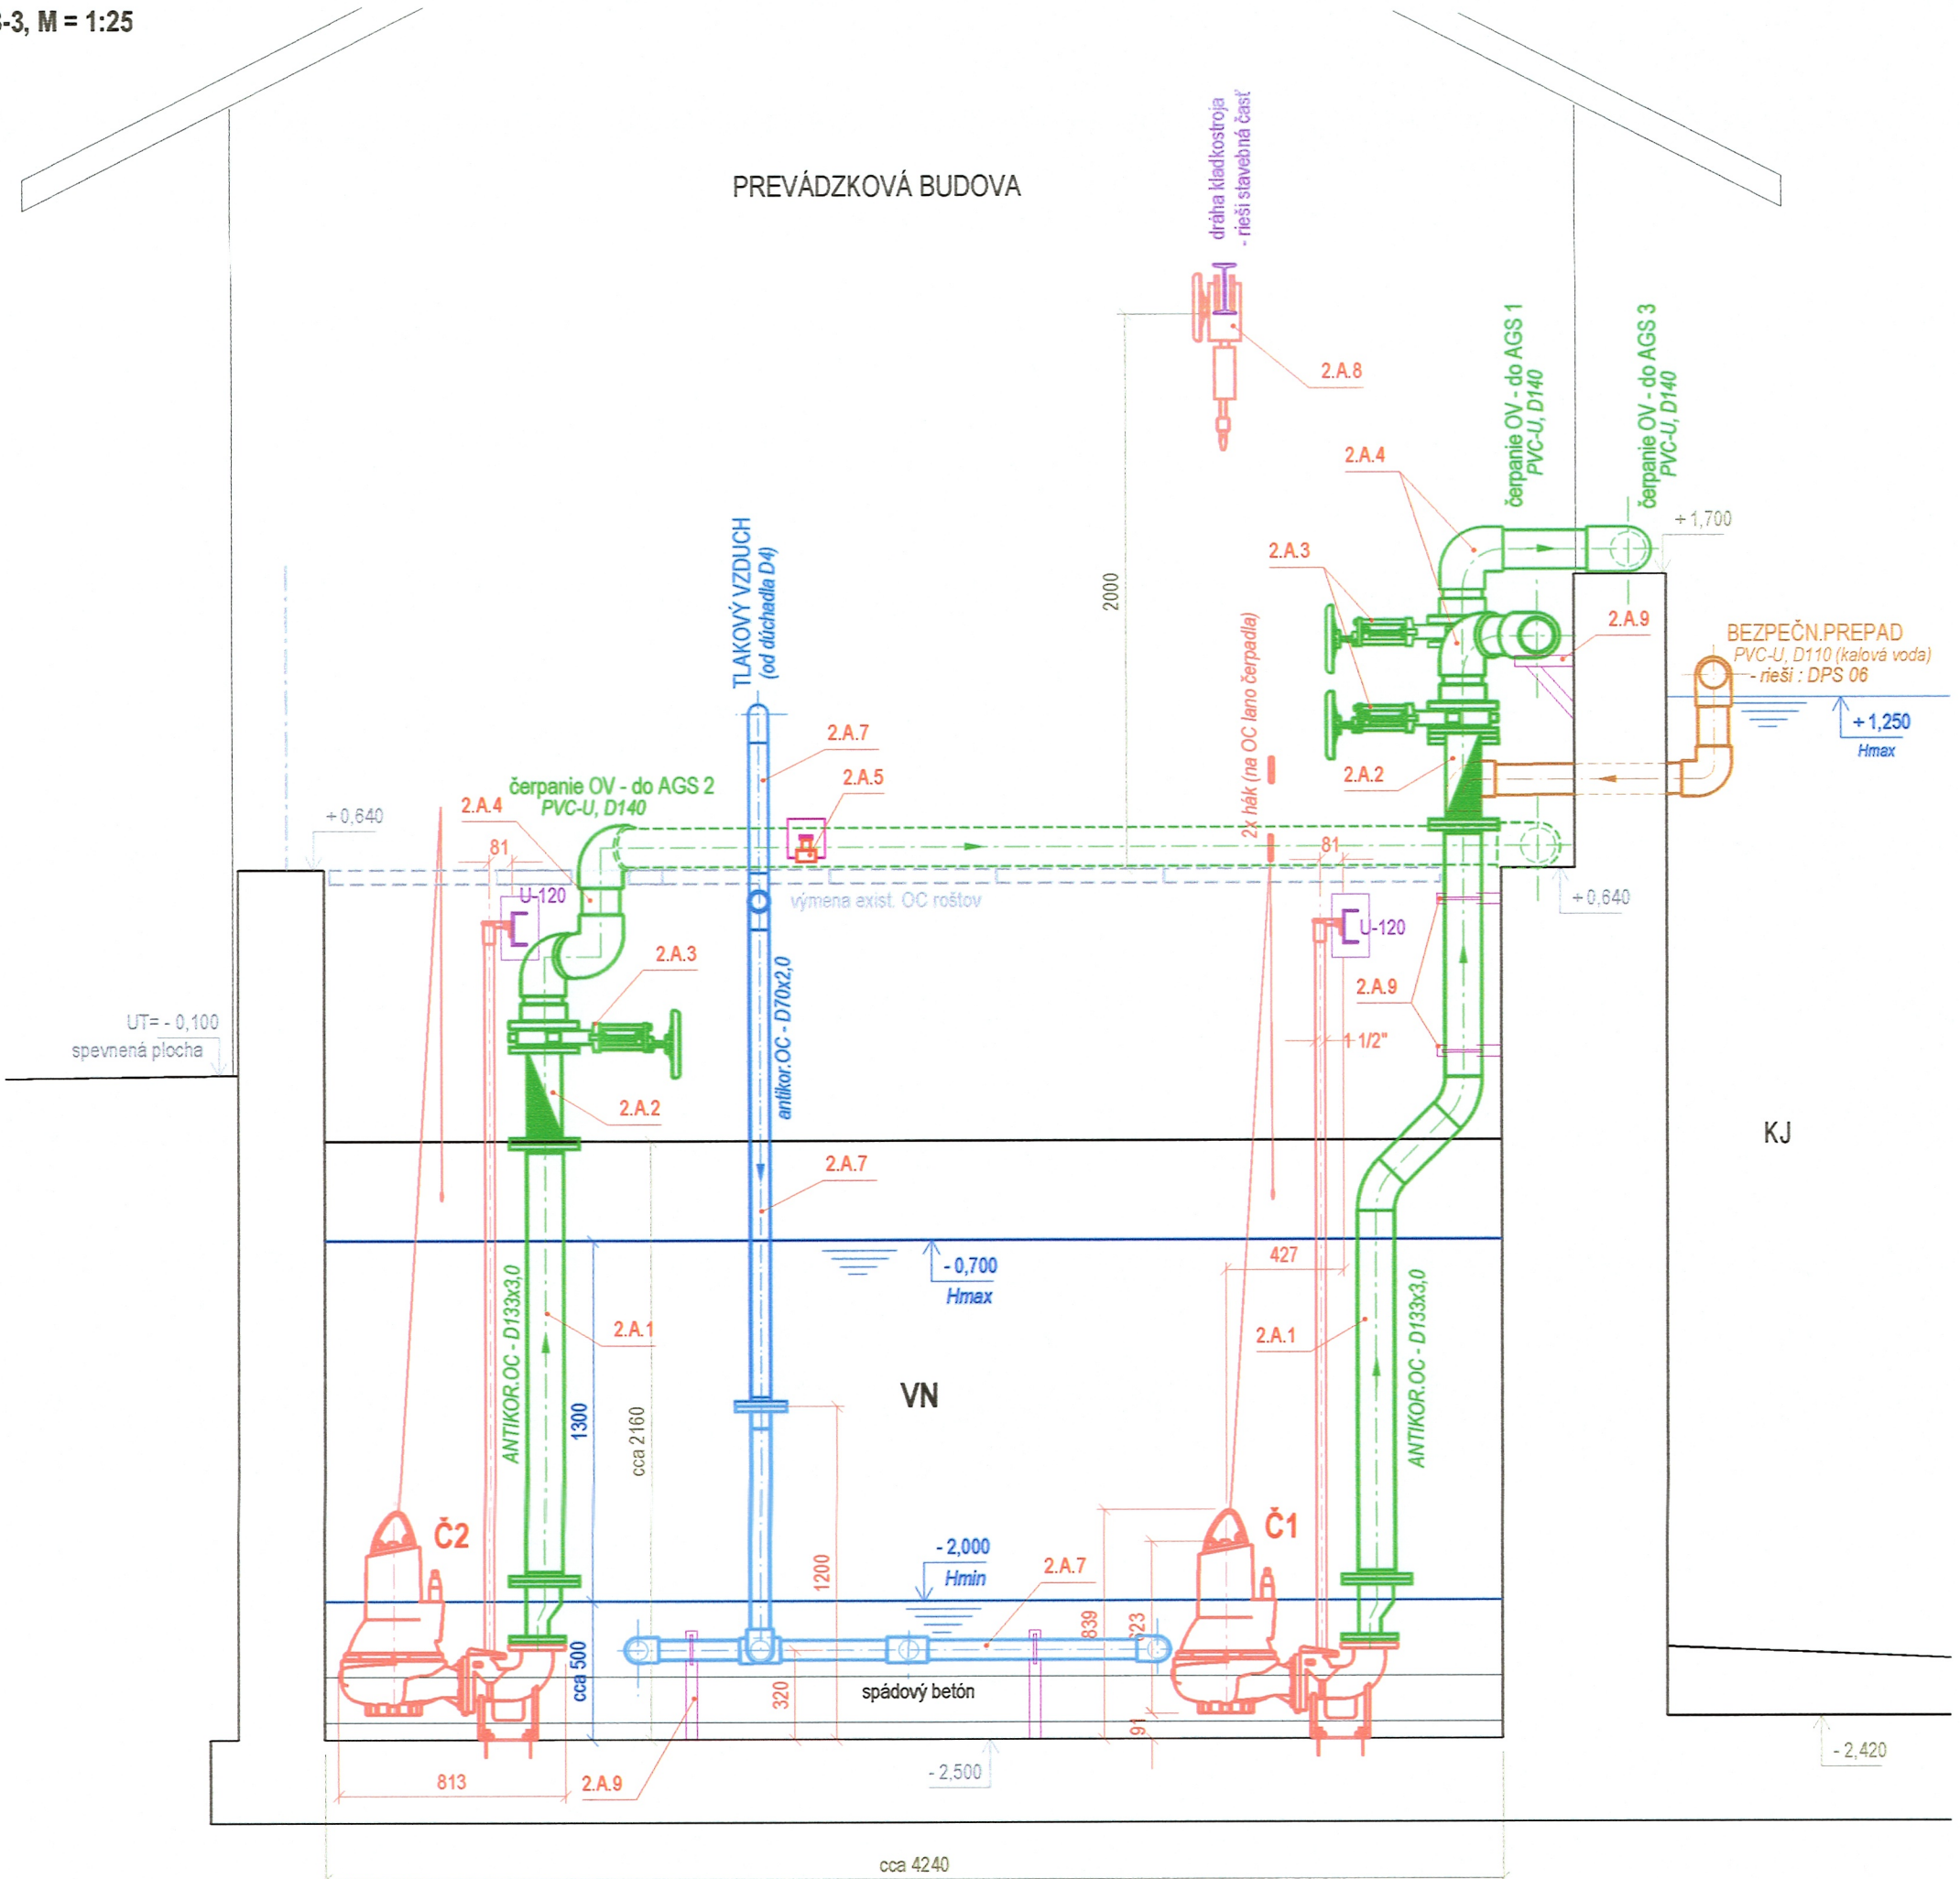 -3, M = 1:25
PREVÁDZKOVÁ BUDOVA
dráha kladkostroja
- rieši stavebná časť
2.A.8
2000
čerpanie OV - do AGS 1
PVC-U, D140
čerpanie OV - do AGS 3
PVC-U, D140
2.A.4
+ 1,700
2.A.3
TLAKOVÝ VZDUCH
(od dúchadla D4)
2x hák (na OC lano čerpadla)
2.A.9
BEZPEČN.PREPAD
PVC-U, D110 (kalová voda)
- rieši : DPS 06
+ 1,250
Hmax
2.A.7
2.A.5
2.A.2
čerpanie OV - do AGS 2
PVC-U, D140
2.A.4
+ 0,640
81
81
U-120
výmena exist. OC roštov
+ 0,640
U-120
2.A.3
antikor.OC - D70x2,0
2.A.9
UT= - 0,100
spevnená plocha
1 1/2"
2.A.2
KJ
2.A.7
- 0,700
Hmax
427
ANTIKOR.OC - D133x3,0
2.A.1
2.A.1
ANTIKOR.OC - D133x3,0
1300
cca 2160
VN
Č2
Č1
- 2,000
Hmin
2.A.7
1200
839
623
cca 500
320
spádový betón
91
- 2,500
- 2,420
813
2.A.9
cca 4240